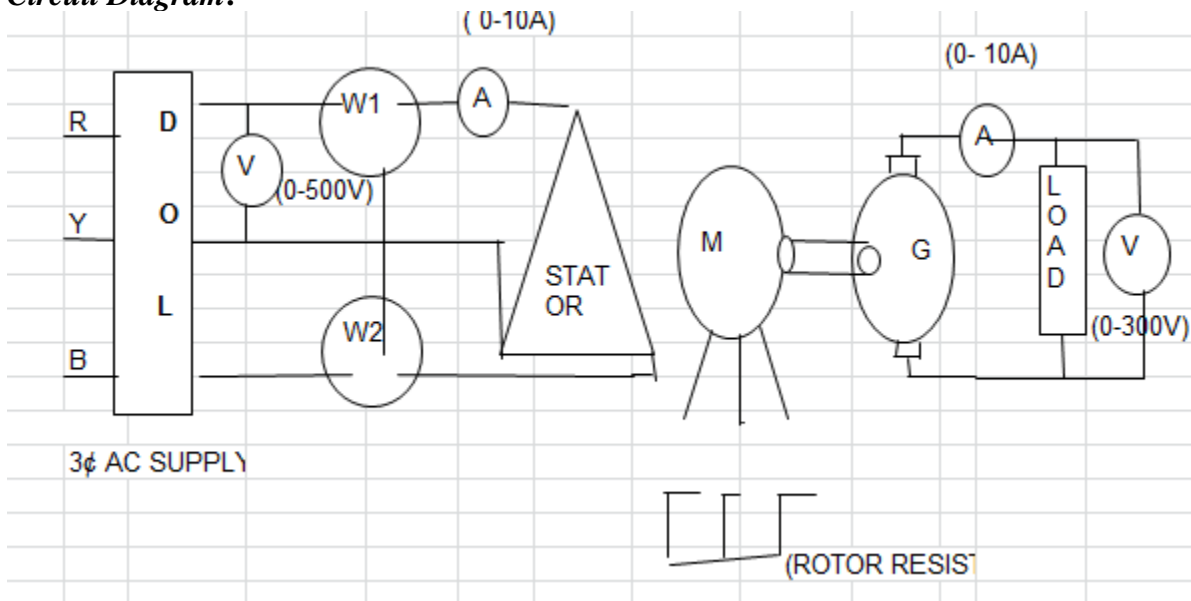 Circuit Diagram:
( 0-10A)
(0- 10A)
R
D
W1
A
A
V
(0-500V)
L
O
A
D
Y
O
M
G
V
STAT
OR
L
W2
(0-300V)
B
3¢ AC SUPPLY
(ROTOR RESIST